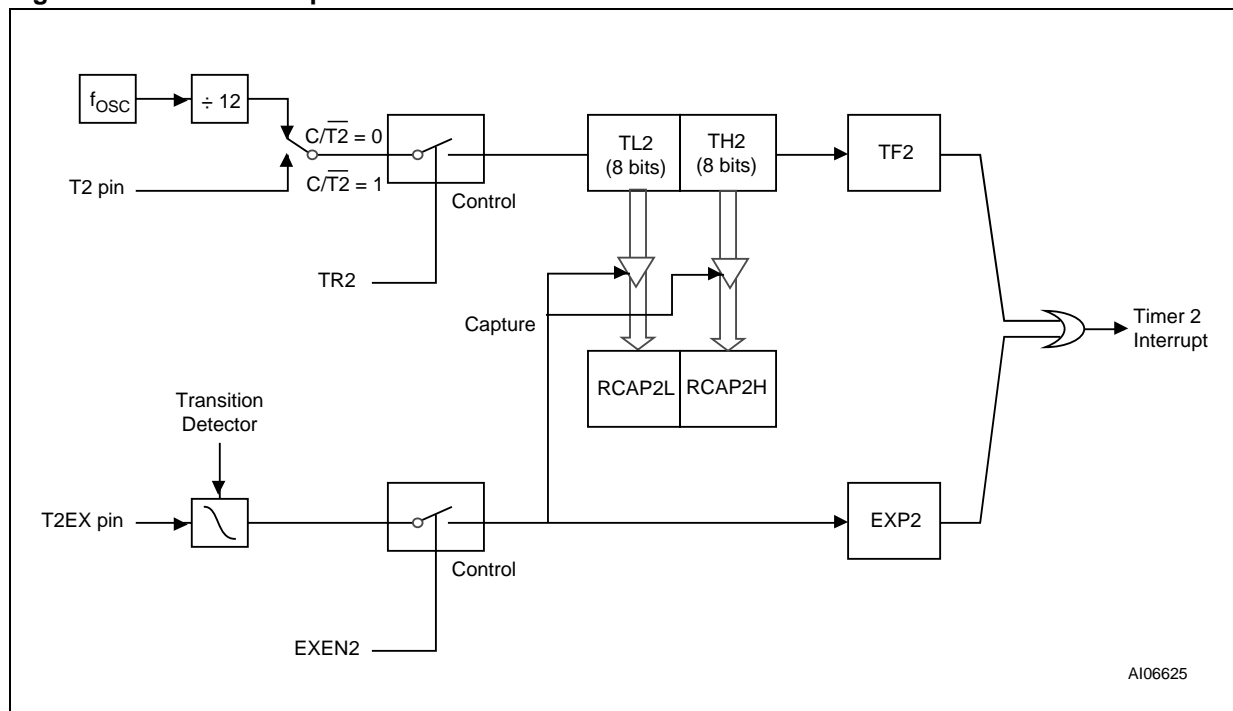 fOSC
÷ 12
C/T2 = 0
T2 pin
C/T2 = 1
Control
TR2
TL2
(8 bits)
TH2
(8 bits)
TF2
Capture
RCAP2L
RCAP2H
Timer 2
Interrupt
Transition
Detector
T2EX pin
Control
EXEN2
EXP2
AI06625